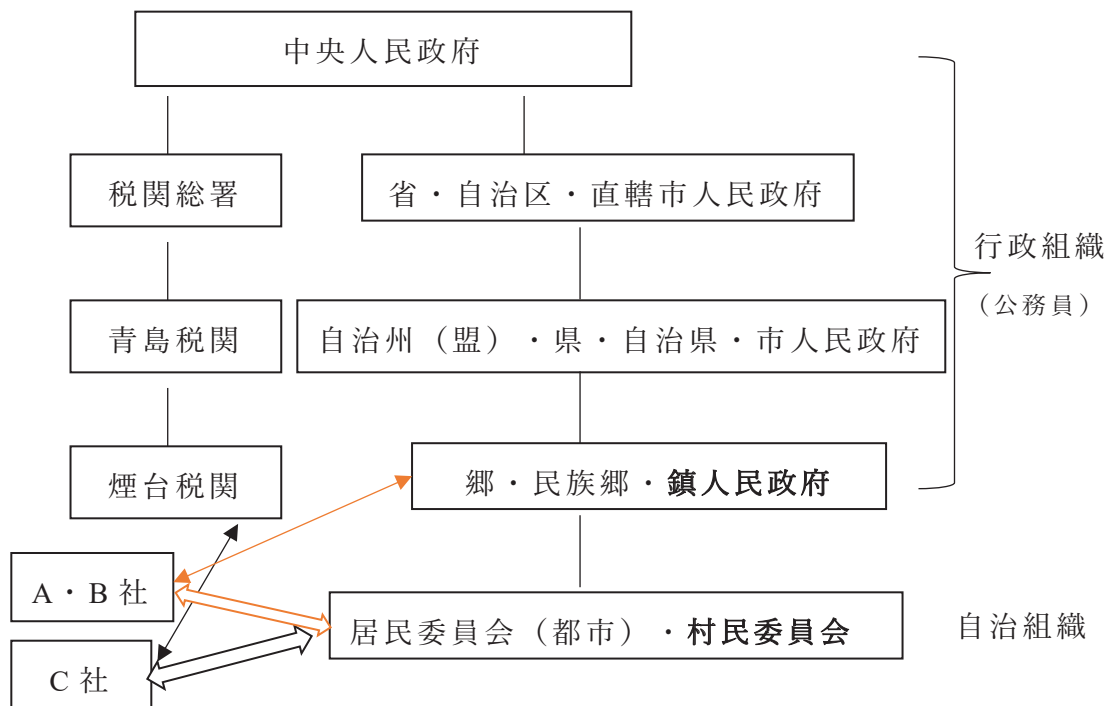 中央人民政府
税関総署
省・自治区・直轄市人民政府
行政組織
（公務員）
青島税関
自治州（盟）・県・自治県・市人民政府
煙台税関
郷・民族郷・鎮人民政府
A・B 社
居民委員会（都市）・村民委員会
自治組織
C 社